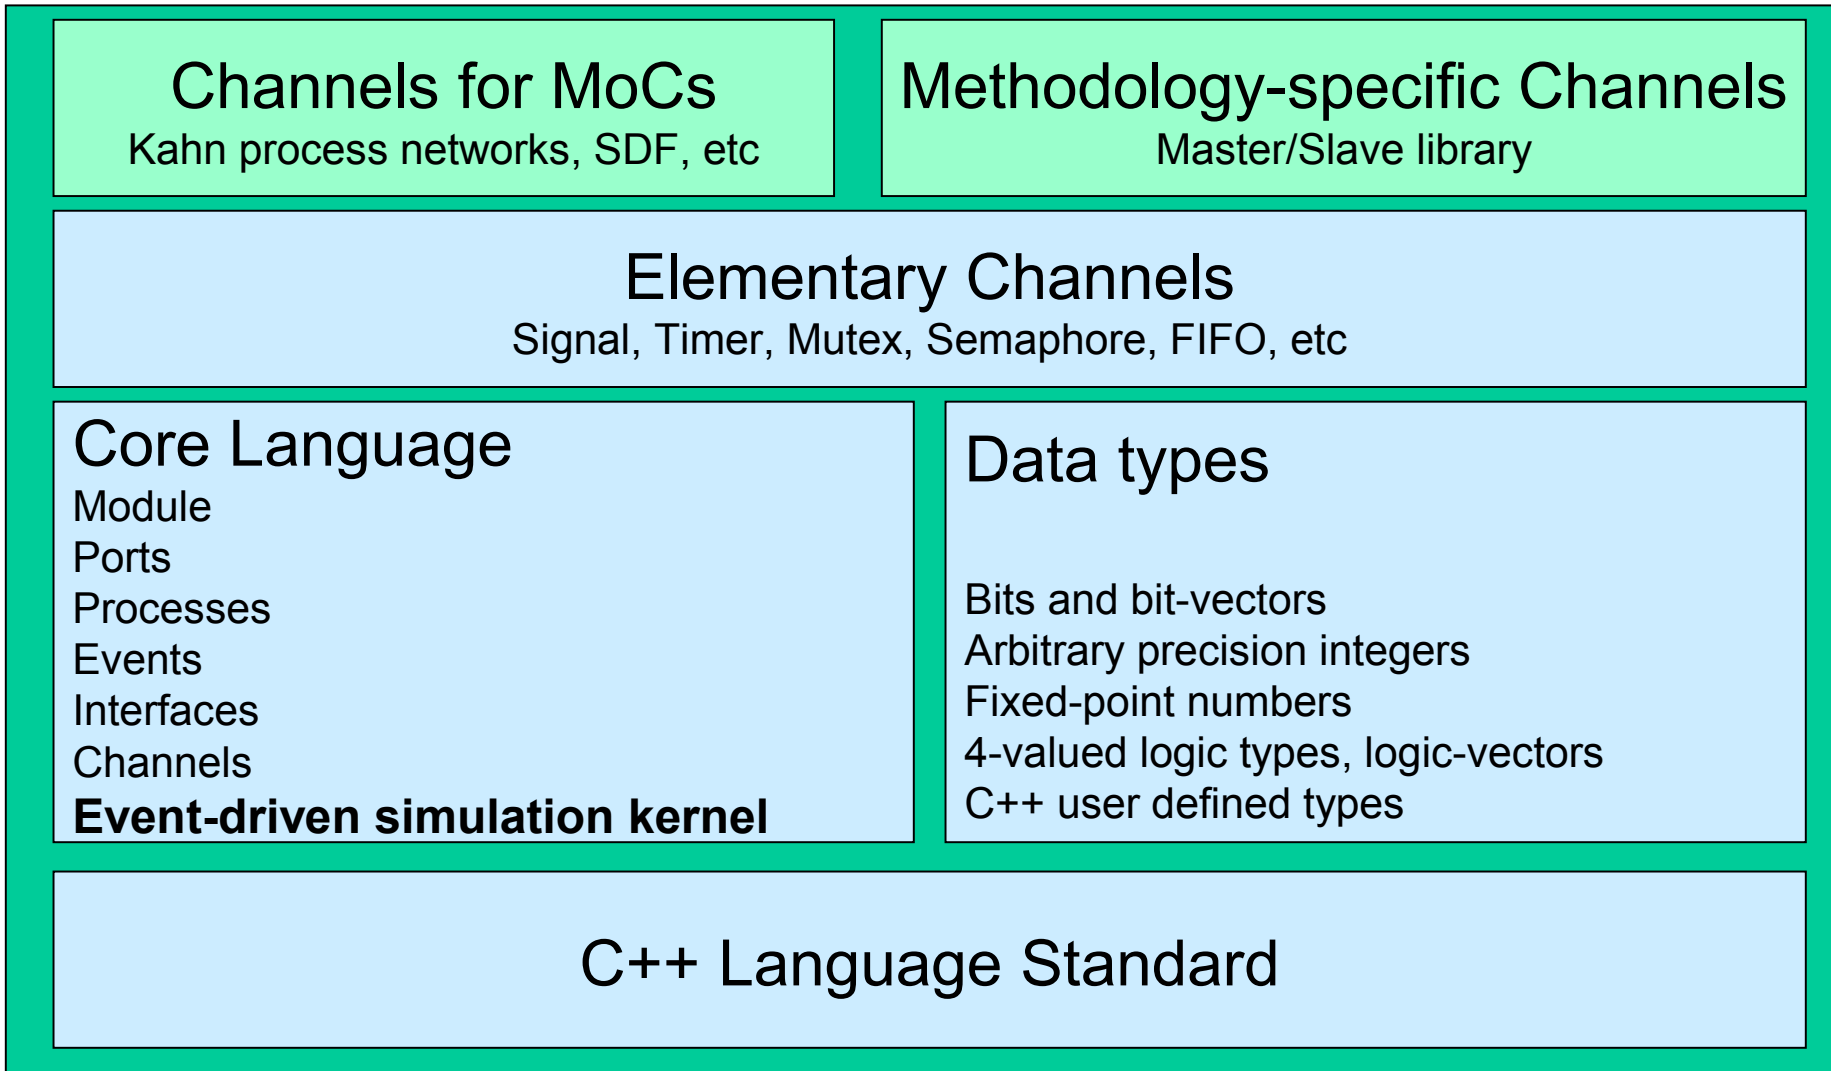 Channels for MoCs
Kahn process networks, SDF, etc
Methodology-specific Channels
Master/Slave library
Elementary Channels
Signal, Timer, Mutex, Semaphore, FIFO, etc
Core Language
Module
Ports
Processes
Events
Interfaces
Channels
Event-driven simulation kernel
Data types
Bits and bit-vectors
Arbitrary precision integers
Fixed-point numbers
4-valued logic types, logic-vectors
C++ user defined types
C++ Language Standard